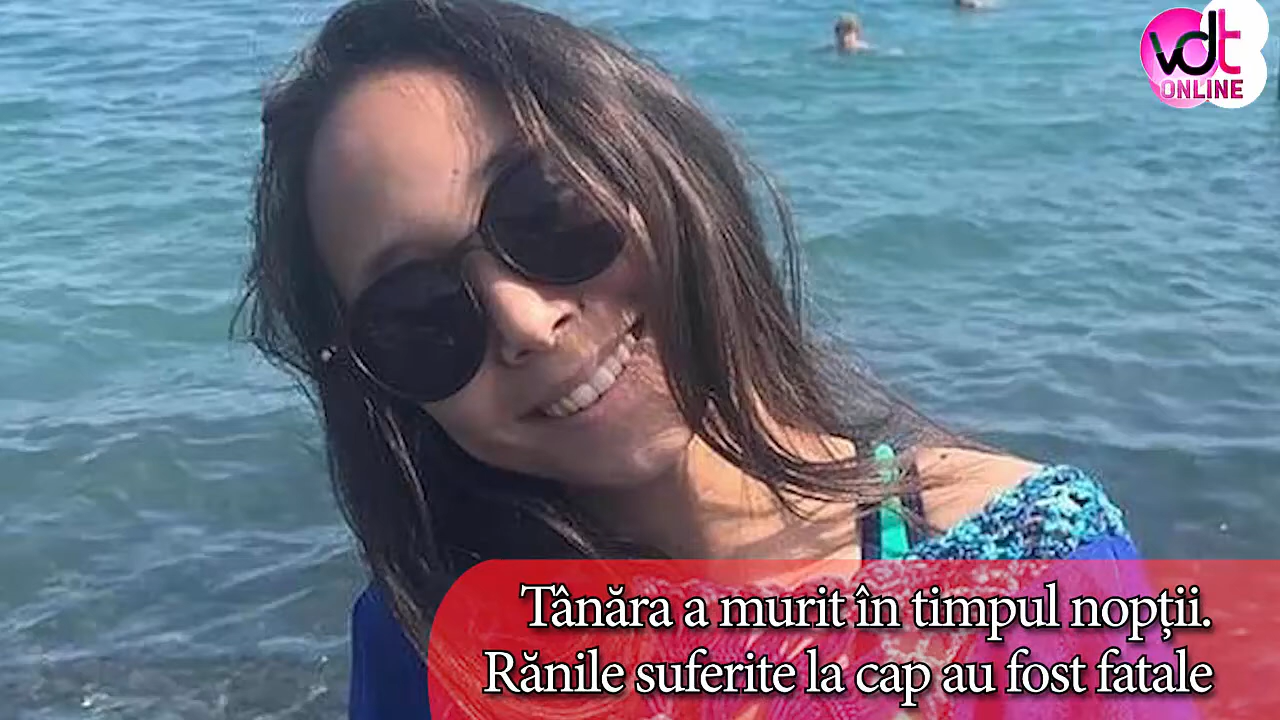 vdt
ONLINE
Tânăra a murit în timpul nopții.
Rănile suferite la cap au fost fatale